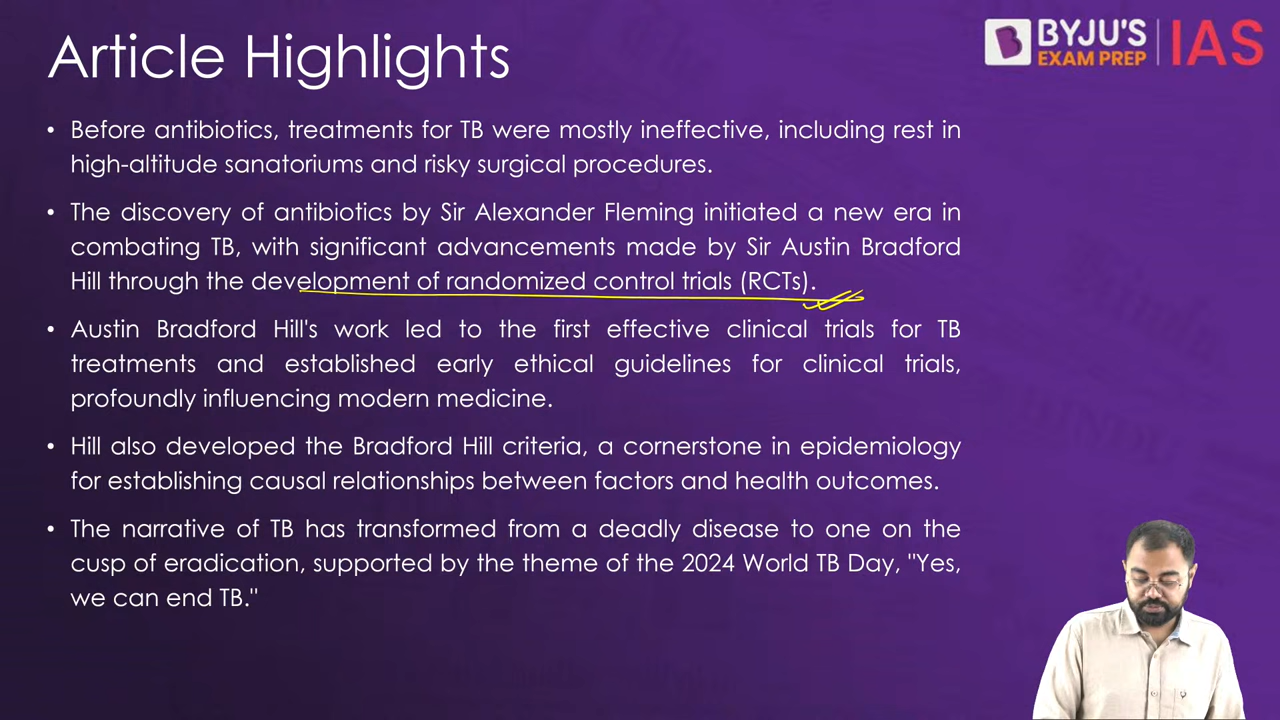 Article Highlights
BYJU'S
EXAM PREP
IAS
• Before antibiotics, treatments for TB were mostly ineffective, including rest in
high-altitude sanatoriums and risky surgical procedures.
• The discovery of antibiotics by Sir Alexander Fleming initiated a new era in
combating TB, with significant advancements made by Sir Austin Bradford
Hill through the development of randomized control trials (RCTs).
• Austin Bradford Hill's work led to the first effective clinical trials for TB
treatments and established early ethical guidelines for clinical trials,
profoundly influencing modern medicine.
• Hill also developed the Bradford Hill criteria, a cornerstone in epidemiology
for establishing causal relationships between factors and health outcomes.
• The narrative of TB has transformed from a deadly disease to one on the
cusp of eradication, supported by the theme of the 2024 World TB Day, "Yes,
we can end TB."